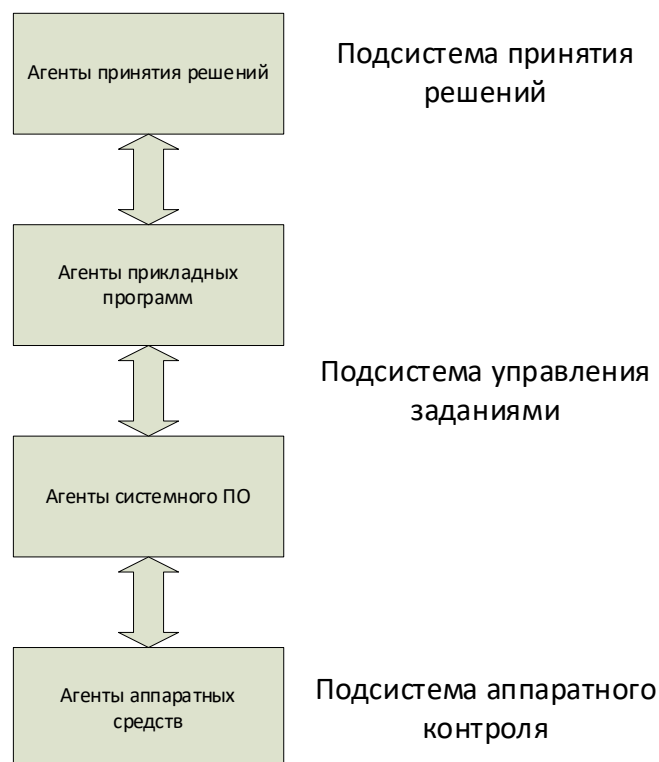 Агенты принятия решений
Подсистема принятия
решений
Агенты прикладных
программ
Подсистема управления
заданиями
Агенты системного ПО
Агенты аппаратных
средств
Подсистема аппаратного
контроля